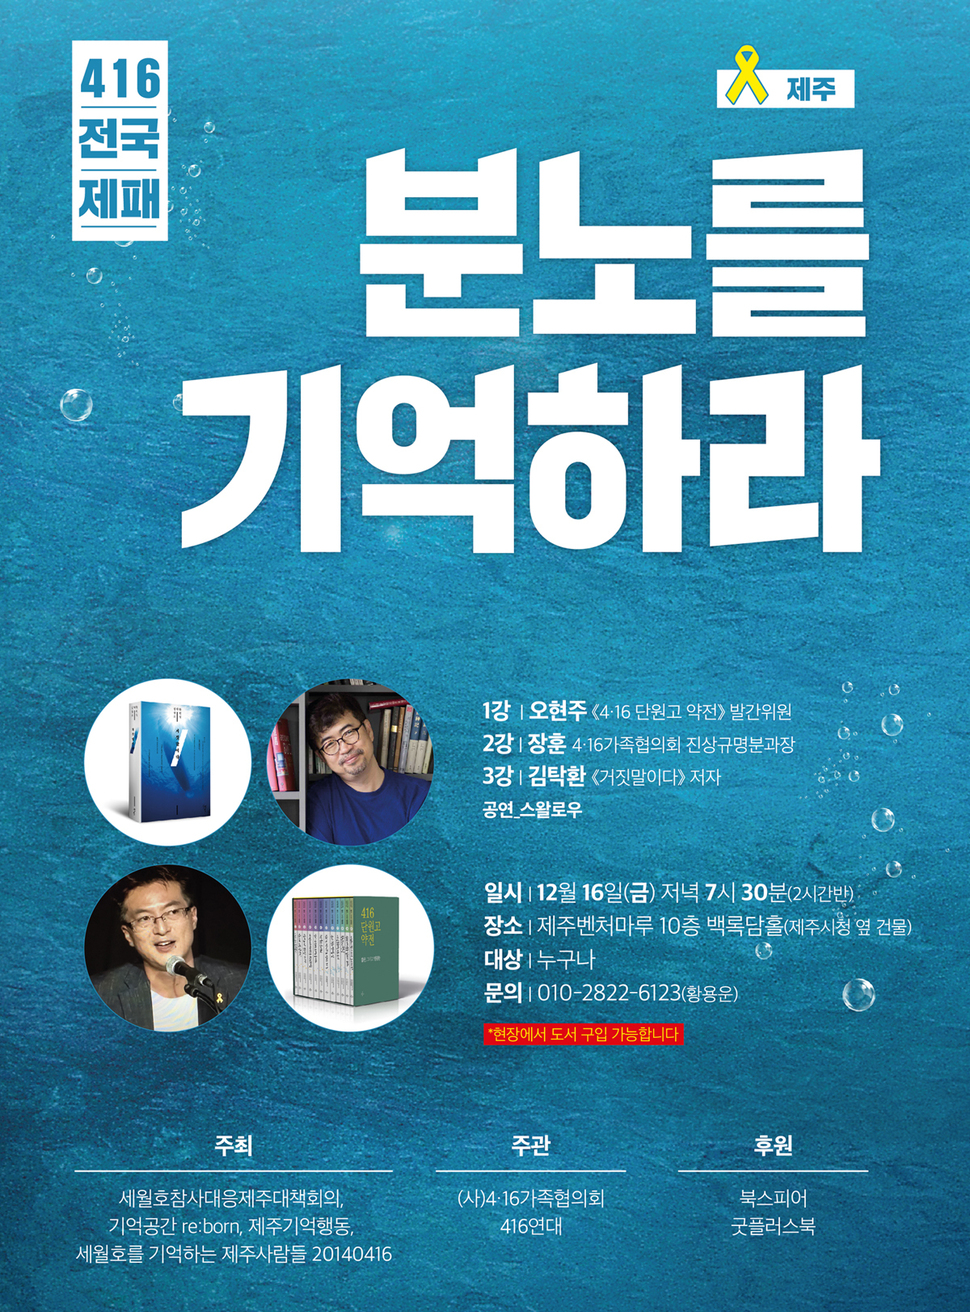 416
전국
제패
제주
분노를
기억하라
1강 | 오현주 《4·16 단원고 약전》 발간위원
2강 | 장훈 4·16가족협의회 진상규명분과장
3강 | 김탁환 《거짓말이다》 저자
공연_스왈로우
416
단원고
약전
일시 | 12월 16일(금) 저녁 7시 30분(2시간반)
장소 | 제주벤처마루 10층 백록담홀(제주시청 옆 건물)
대상 | 누구나
문의 | 010-2822-6123(황용운)
*현장에서 도서 구입 가능합니다
주최
세월호참사대응제주대책회의,
기억공간 re:born, 제주기억행동,
세월호를 기억하는 제주사람들 20140416
주관
(사)4·16가족협의회
416연대
후원
북스피어
굿플러스북